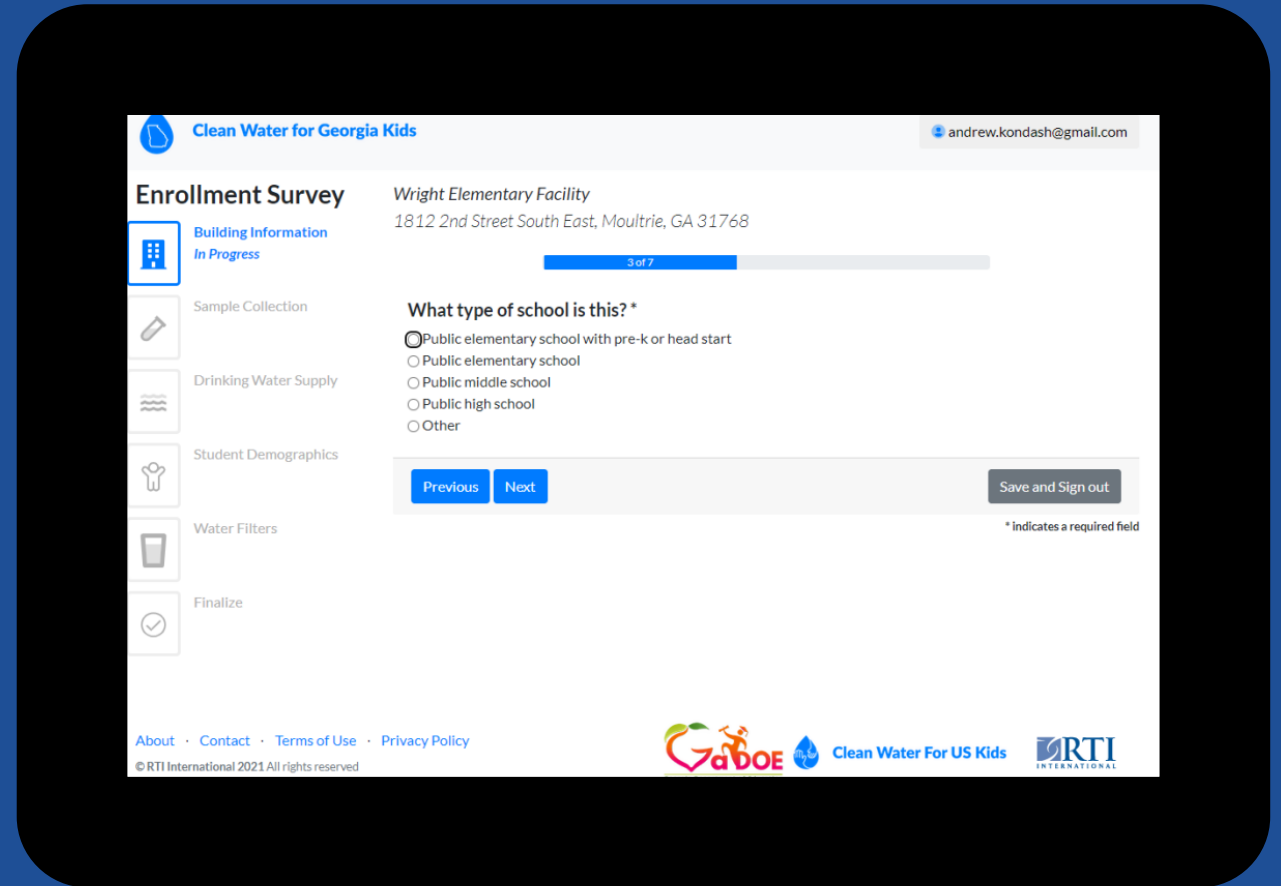 Clean Water for Georgia Kids
andrew.kondash@gmail.com
Enrollment Survey
Building Information
In Progress
Sample Collection
Drinking Water Supply
Student Demographics
Water Filters
Finalize
Wright Elementary Facility
1812 2nd Street South East, Moultrie, GA 31768
3 of 7
What type of school is this? *
Public elementary school with pre-k or head start
Public elementary school
Public middle school
Public high school
Other
Previous
Next
Save and Sign out
* indicates a required field
About · Contact · Terms of Use · Privacy Policy
© RTI International 2021 All rights reserved
GaDOE
Clean Water For US Kids
RTI
INTERNATIONAL